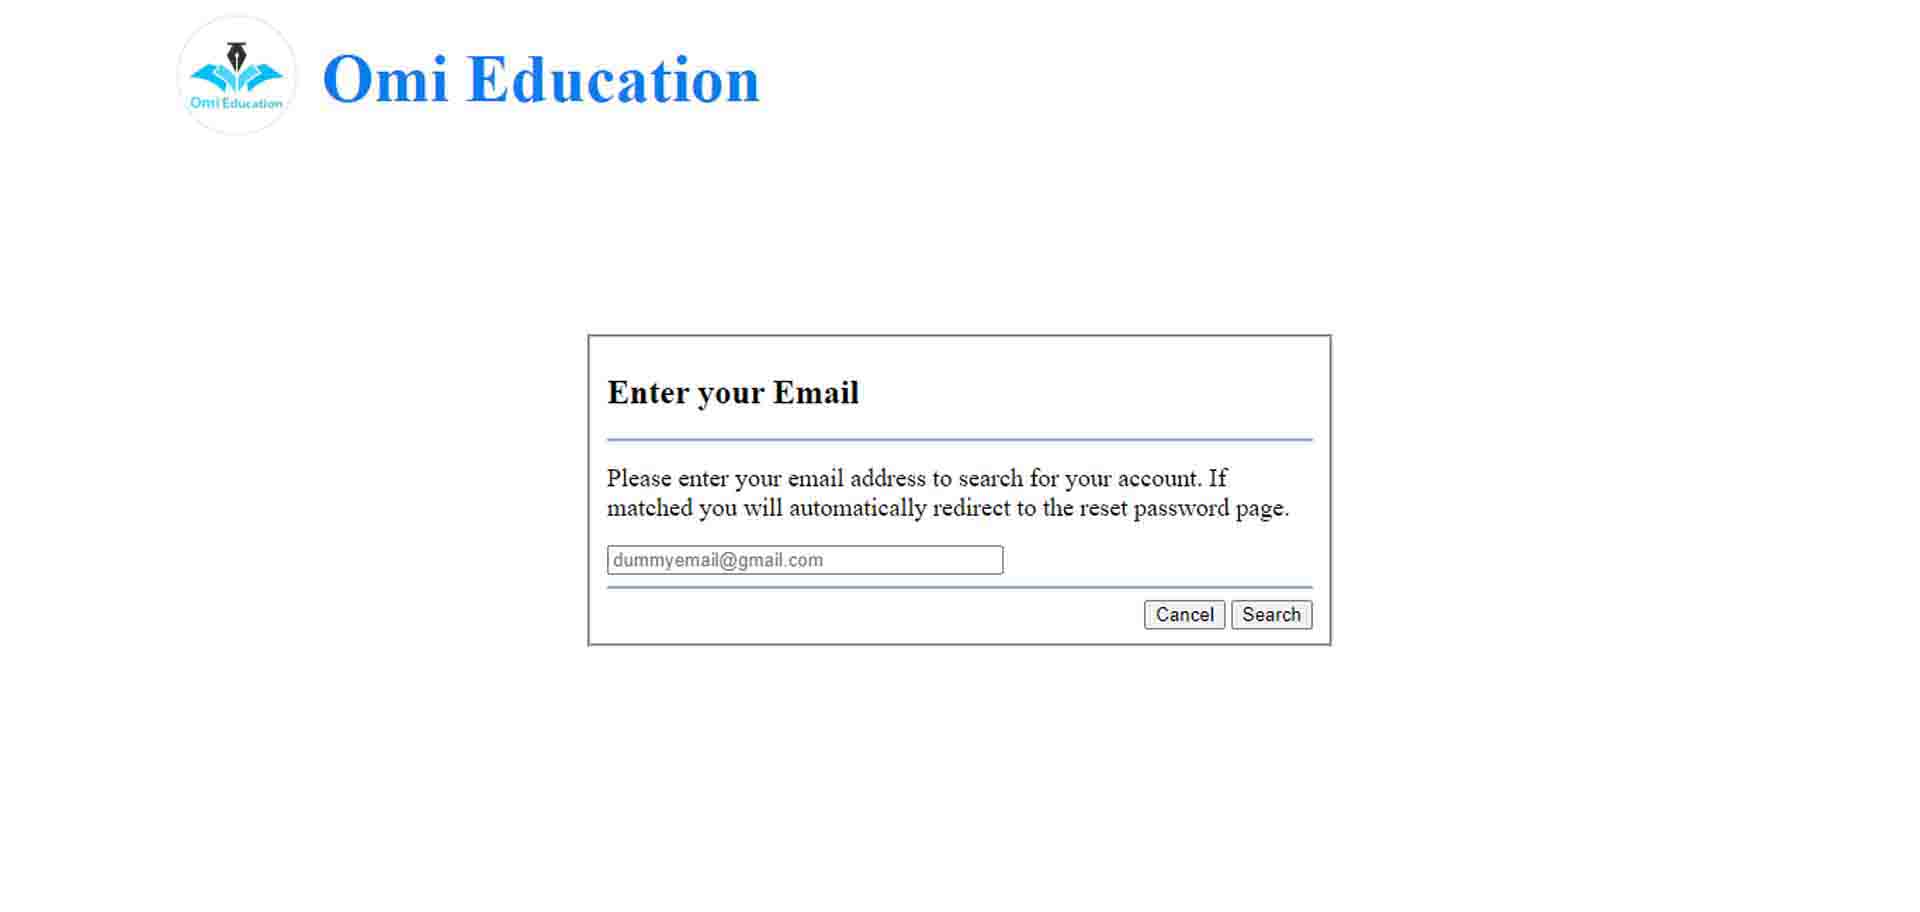 Omi Education
Omi Education
Enter your Email
Please enter your email address to search for your account. If
matched you will automatically redirect to the reset password page.
dummyemail@gmail.com
Cancel Search